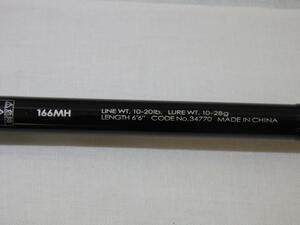 166MH
LINE WT. 10-20lb. LURE WT. 10-28g
LENGTH 6'6" CODE No.34770 MADE IN CHINA